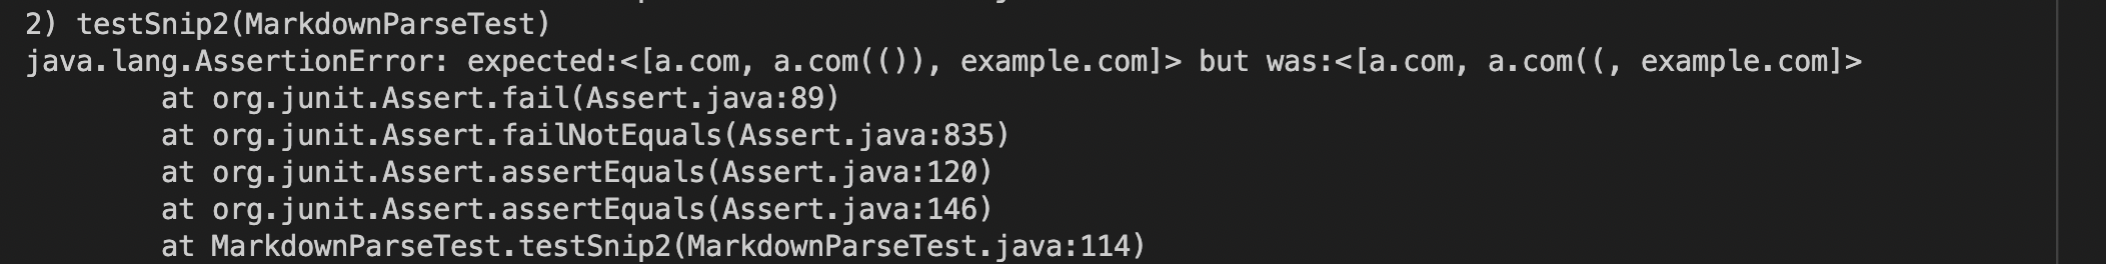 2) testSnip2(MarkdownParseTest)
java.lang.AssertionError: expected:<[a.com, a.com(()), example.com]> but was:<[a.com, a.com((, example.com]>
        at org.junit.Assert.fail(Assert.java:89)
        at org.junit.Assert.failNotEquals(Assert.java:835)
        at org.junit.Assert.assertEquals(Assert.java:120)
        at org.junit.Assert.assertEquals(Assert.java:146)
        at MarkdownParseTest.testSnip2(MarkdownParseTest.java:114)